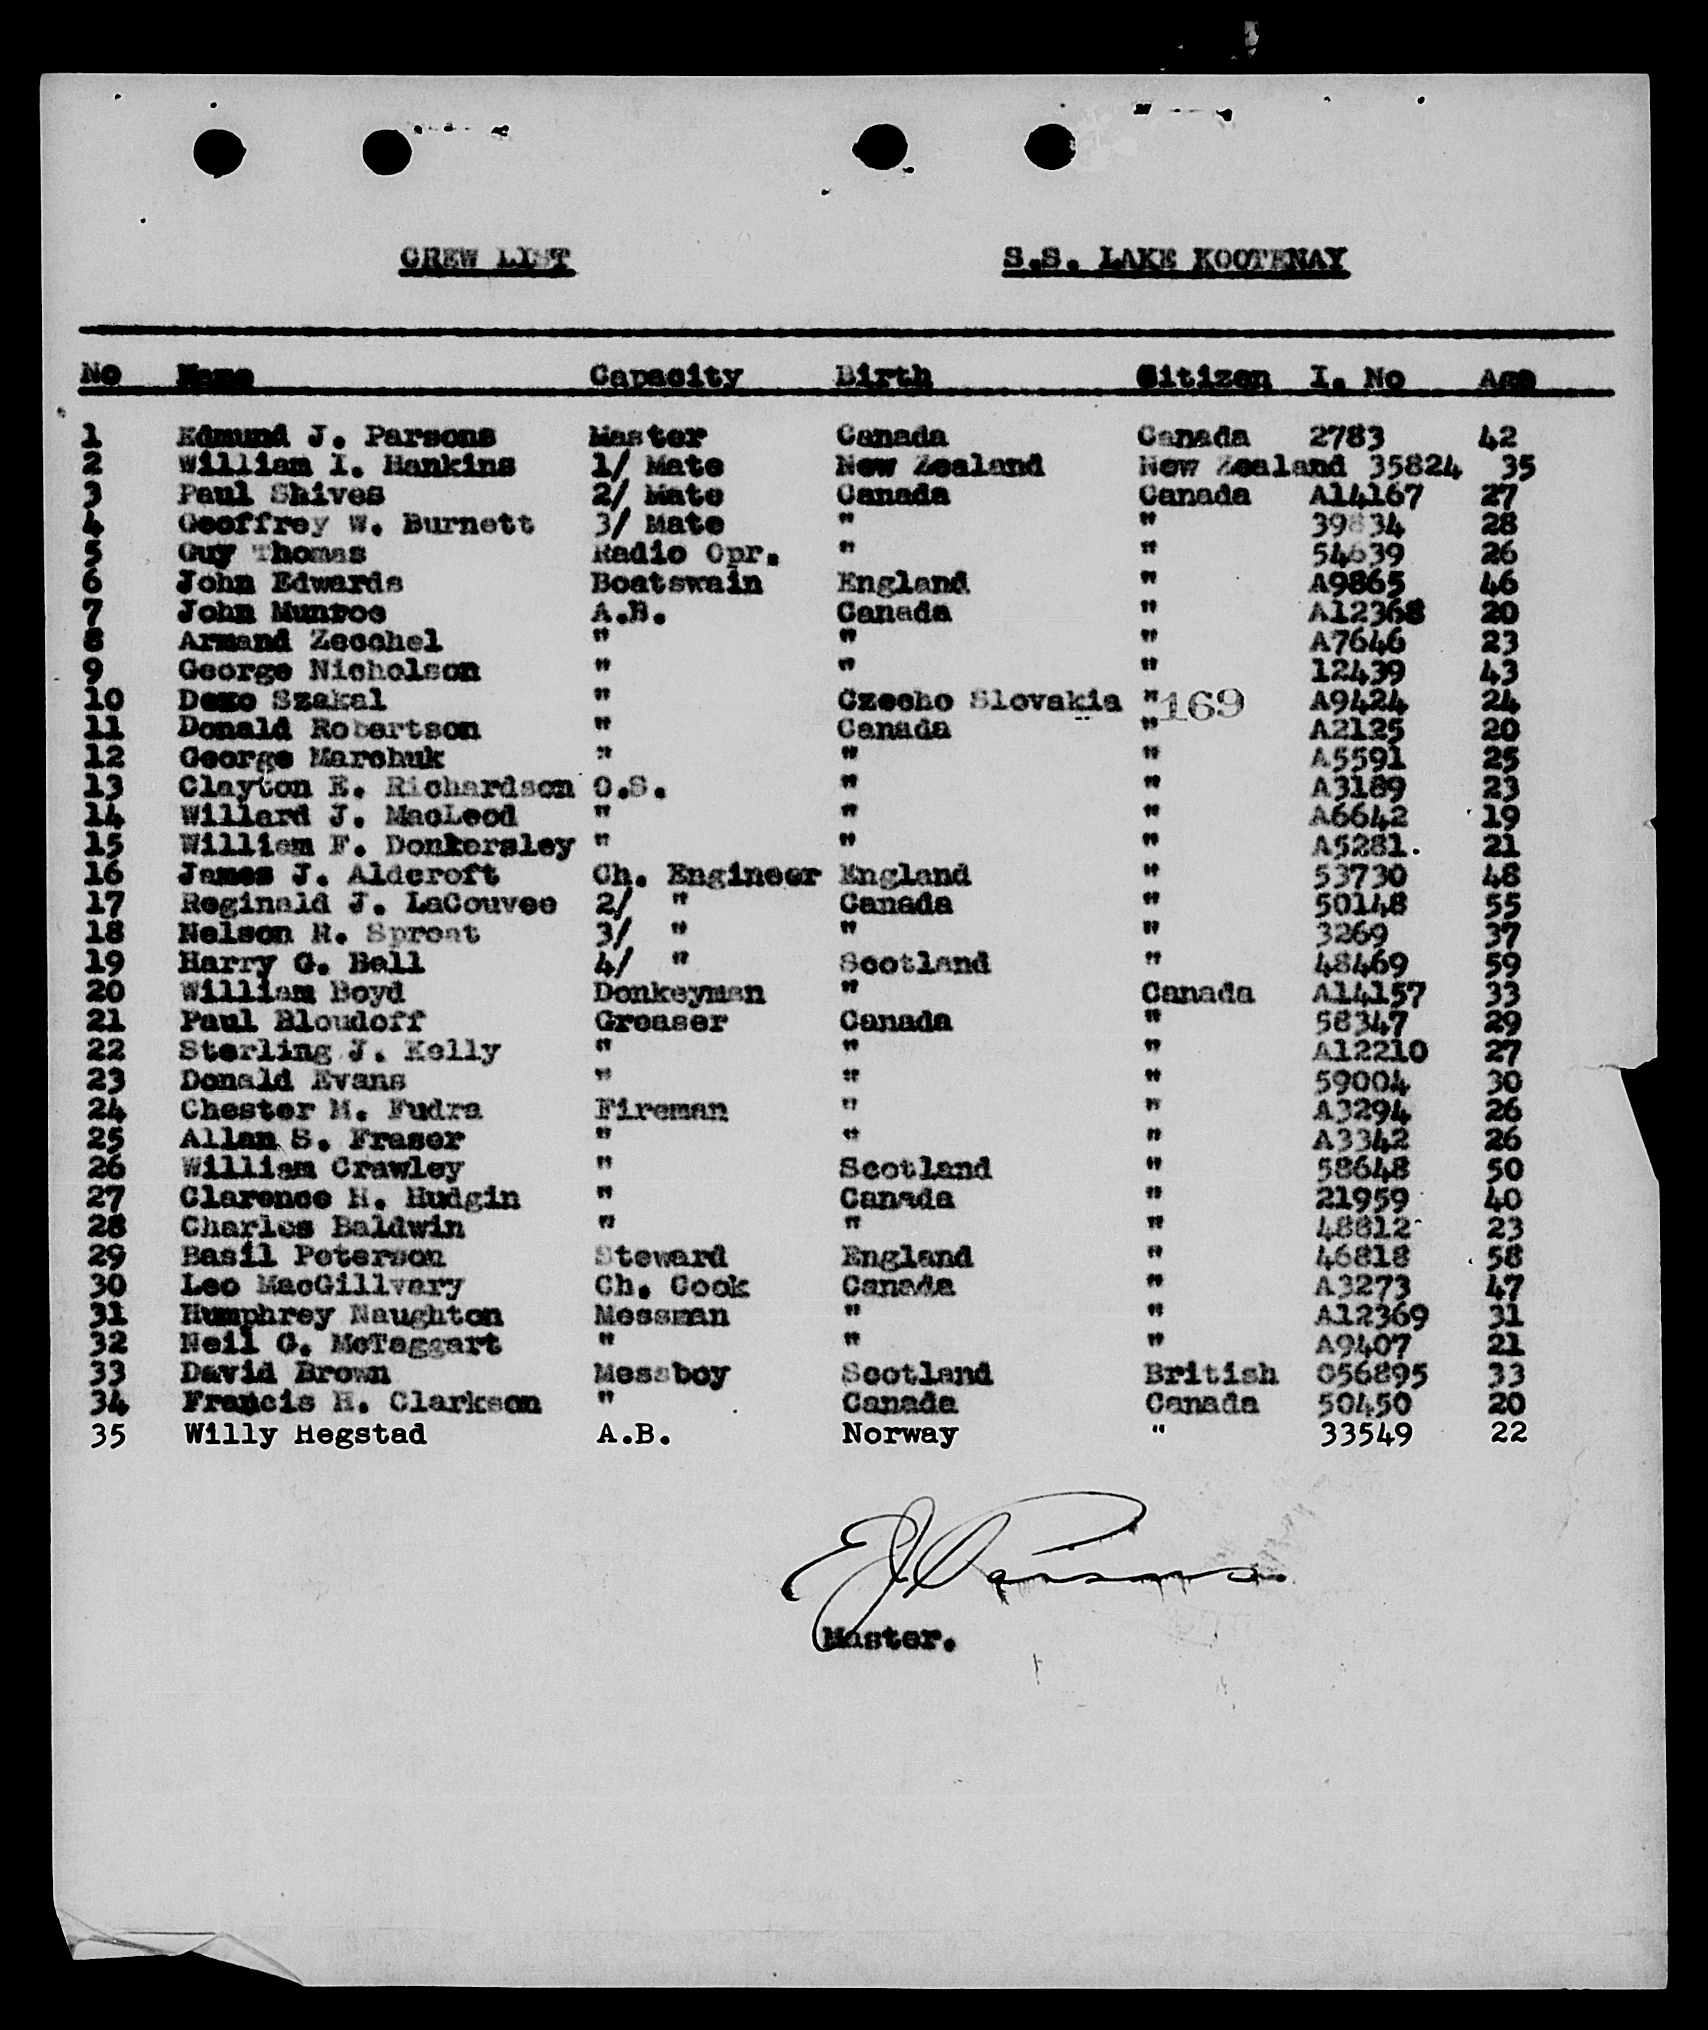 CREW LIST S.S. LAKE KOOTENAY
No Name Capacity Birth Citizen I. No Age
1 Edmund J. Parsons Master Canada Canada 2783 42
2 William I. Hankins 1/ Mate New Zealand New Zealand 35824 35
3 Paul Shives 2/ Mate Canada Canada A14167 27
4 Geoffrey W. Burnett 3/ Mate " " 39834 28
5 Guy Thomas Radio Opr. " " 54639 26
6 John Edwards Boatswain England " A9865 46
7 John Munroe A.B. Canada " A12368 20
8 Armand Zecchel " " " A7646 23
9 George Nicholson " " " 12439 43
10 Dezo Szakal " Czecho Slovakia " 169 A9424 24
11 Donald Robertson " Canada " A2125 20
12 George Marchuk " " " A5591 25
13 Clayton E. Richardson O.S. " " A3189 23
14 Willard J. MacLeod " " " A6642 19
15 William F. Donkersley " " " A5281. 21
16 James J. Aldcroft Ch. Engineer England " 53730 48
17 Reginald J. LaCouvee 2/ " Canada " 50148 55
18 Nelson H. Sproat 3/ " " " 3269 37
19 Harry G. Bell 4/ " Scotland " 48469 59
20 William Boyd Donkeyman " Canada A14157 33
21 Paul Bloudoff Greaser Canada " 58347 29
22 Sterling J. Kelly " " " A12210 27
23 Donald Evans " " " 59004 30
24 Chester M. Fudra Fireman " " A3294 26
25 Allan S. Fraser " " " A3342 26
26 William Crawley " Scotland " 58648 50
27 Clarence H. Hudgin " Canada " 21959 40
28 Charles Baldwin " " " 48812 23
29 Basil Peterson Steward England " 46818 58
30 Leo MacGillvary Ch. Cook Canada " A3273 47
31 Humphrey Naughton Messman " " A12369 31
32 Neil G. McTaggart " " " A9407 21
33 David Brown Messboy Scotland British 056895 33
34 Francis H. Clarkson " Canada Canada 50450 20
35 Willy Hegstad A.B. Norway " 33549 22
EJ Parsons.
Master.